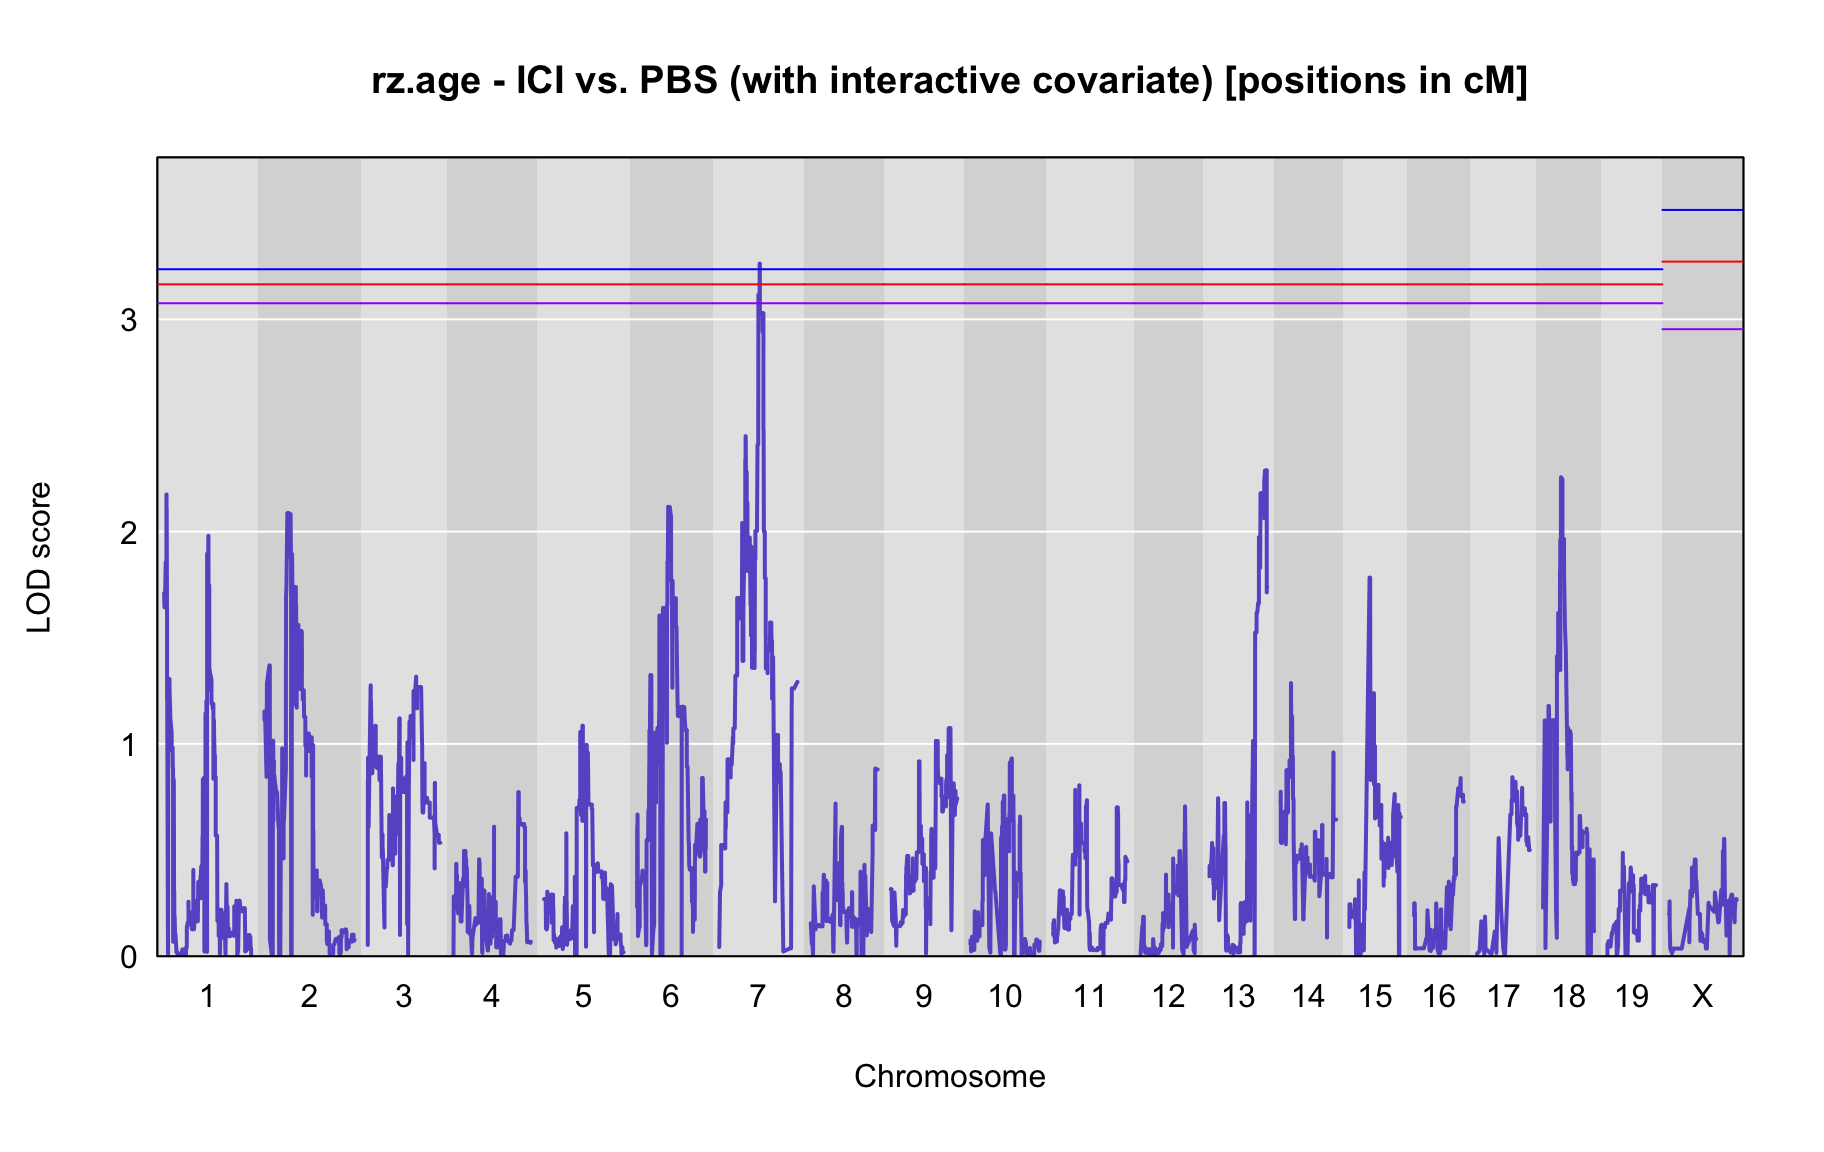 rz.age - ICI vs. PBS (with interactive covariate) [positions in cM]
LOD score
3
2
1
0
1 2 3 4 5 6 7 8 9 10 11 12 13 14 15 16 17 18 19 X
Chromosome